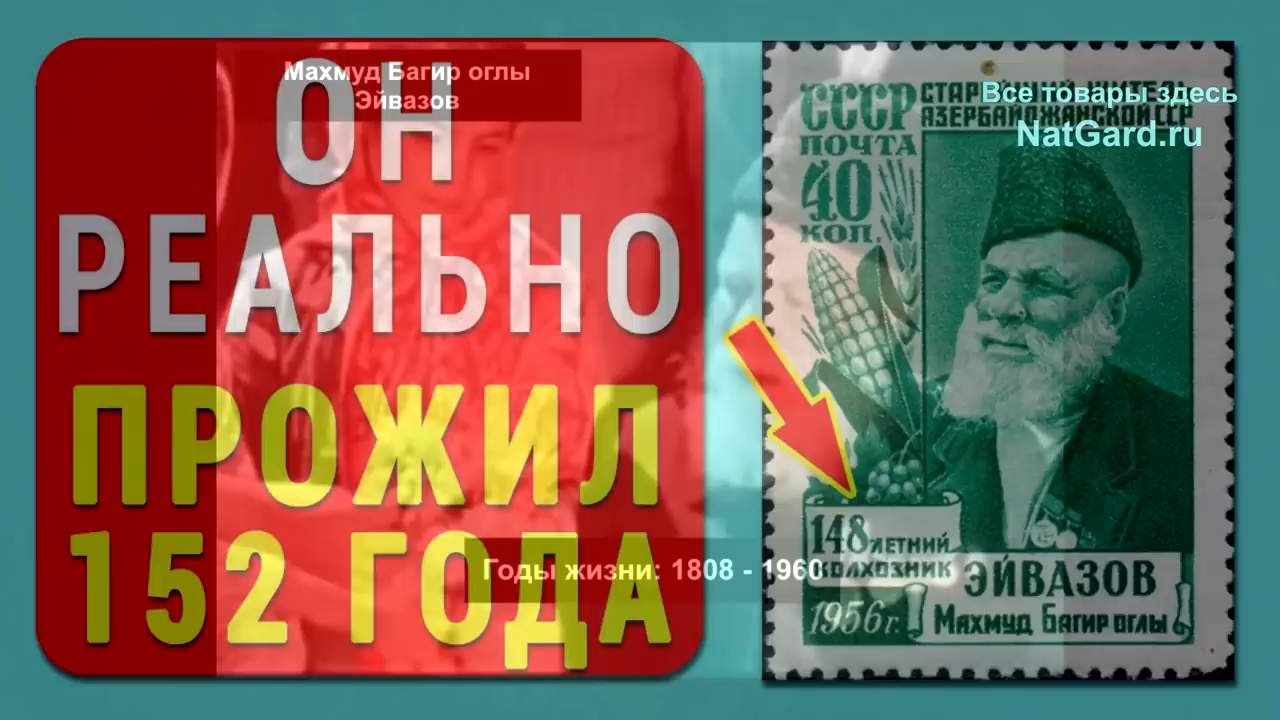 Махмуд Багир оглы
Эйвазов
ОН
РЕАЛЬНО
ПРОЖИЛ
152 ГОДА
Годы жизни: 1808 - 1960
Все товары здесь
NatGard.ru
СССР
ПОЧТА
40
КОП.
СТАРЕЙШИЙ ЖИТЕЛЬ
АЗЕРБАЙДЖАНСКОЙ ССР
148 ЛЕТНИЙ
КОЛХОЗНИК
ЭЙВАЗОВ
Махмуд Багир оглы
1956 г.